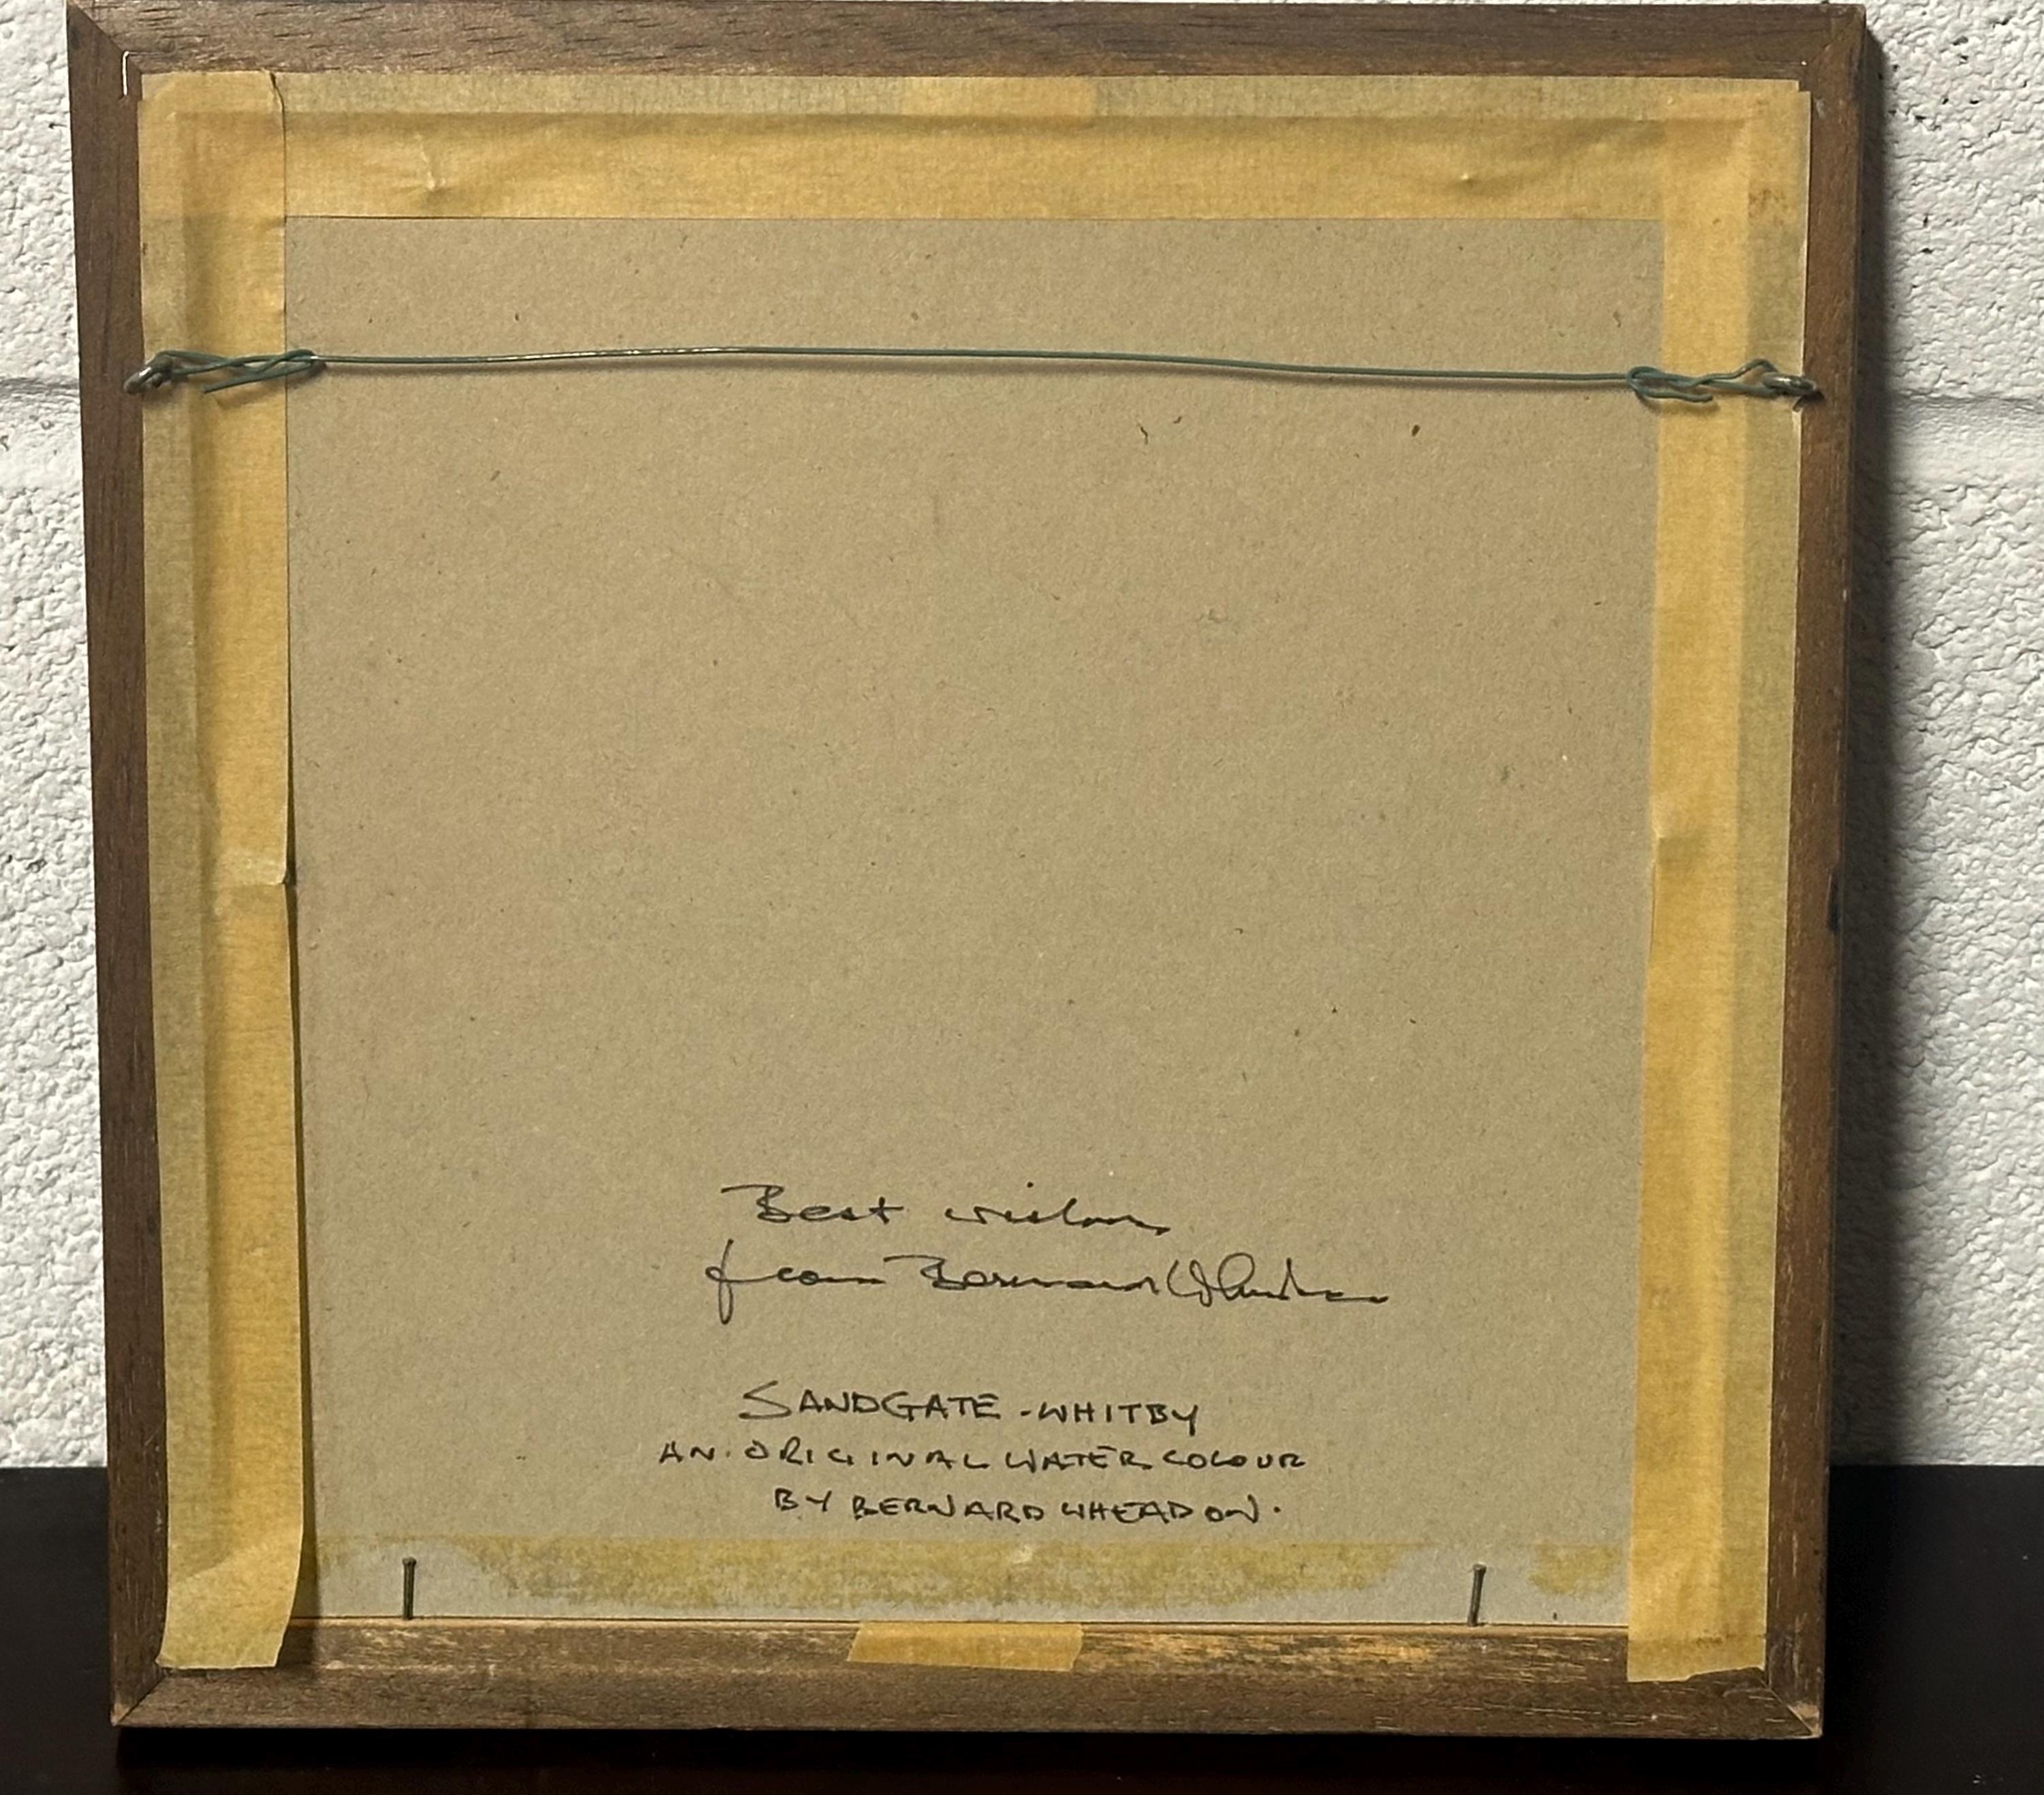 Best wishes
from Bernard Wheadon
SANDGATE - WHITBY
AN ORIGINAL WATER COLOUR
BY BERNARD WHEADON.